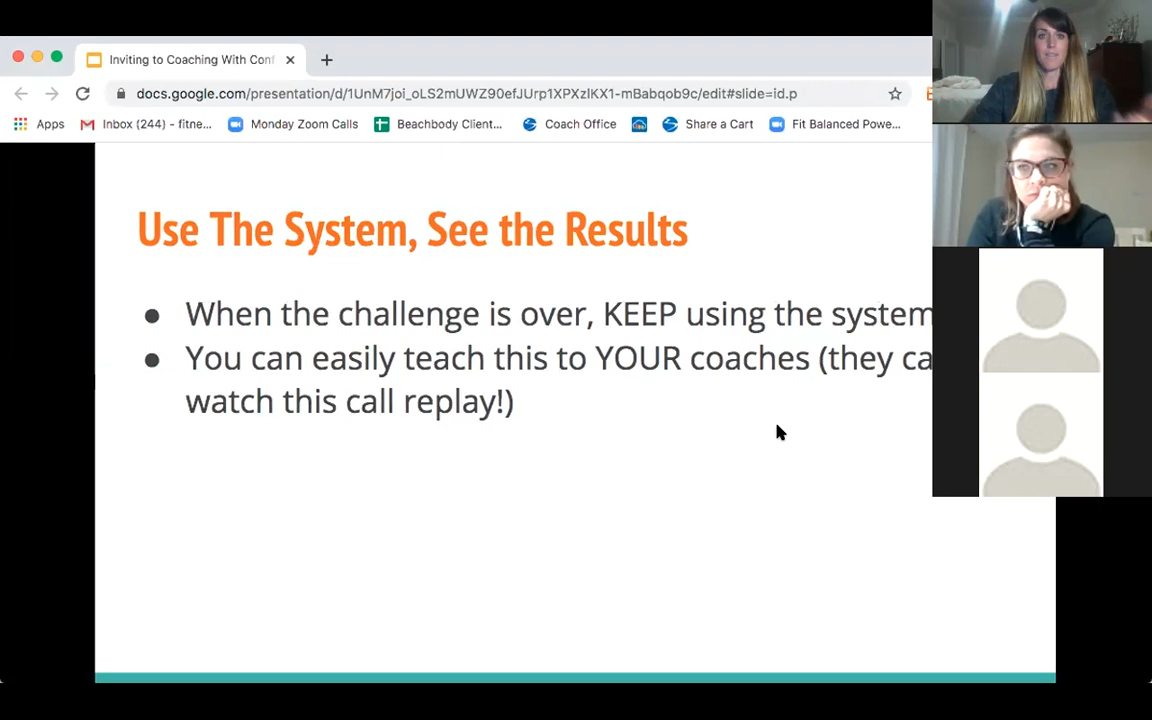 Inviting to Coaching With Conf
docs.google.com/presentation/d/1UnM7joi_oLS2mUWZ90efJUrp1XPXzlKX1-mBabqob9c/edit#slide=id.p
Apps Inbox (244) - fitne... Monday Zoom Calls Beachbody Client... Coach Office Share a Cart Fit Balanced Powe...
Use The System, See the Results
● When the challenge is over, KEEP using the system
● You can easily teach this to YOUR coaches (they ca
watch this call replay!)